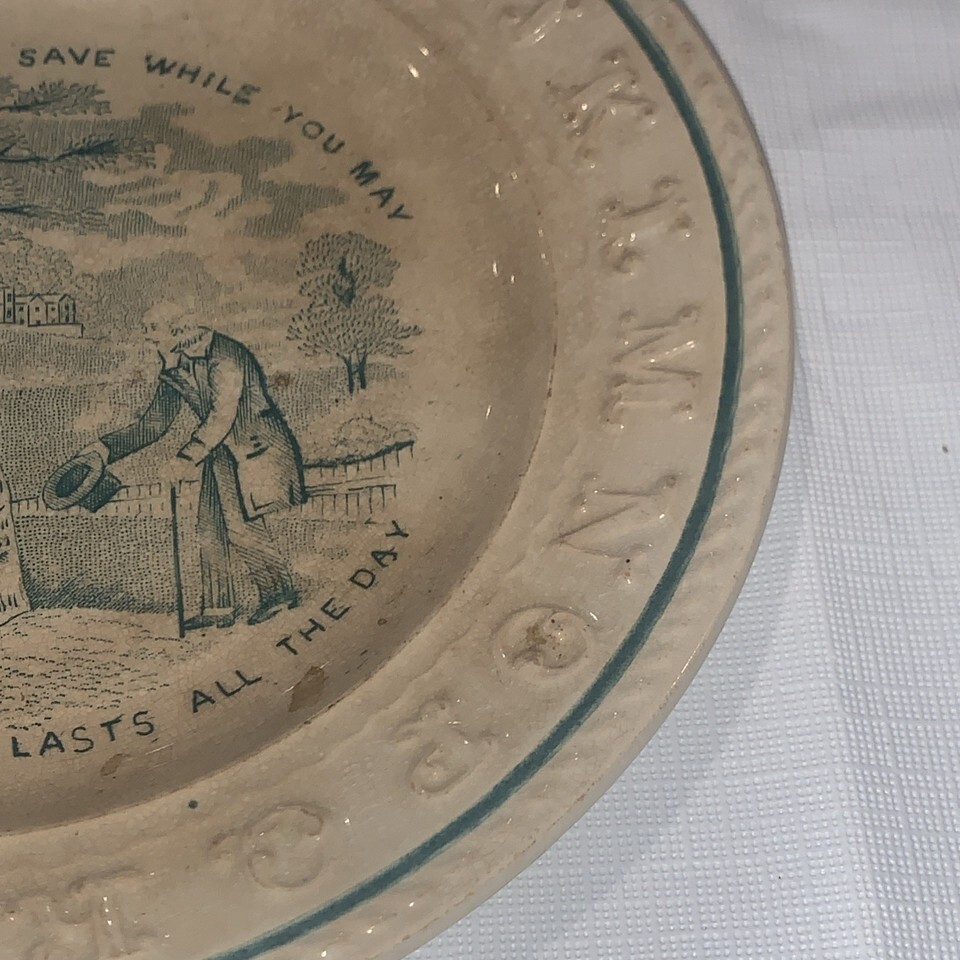 SAVE WHILE YOU MAY
LASTS ALL THE DAY
K L M N O P Q R